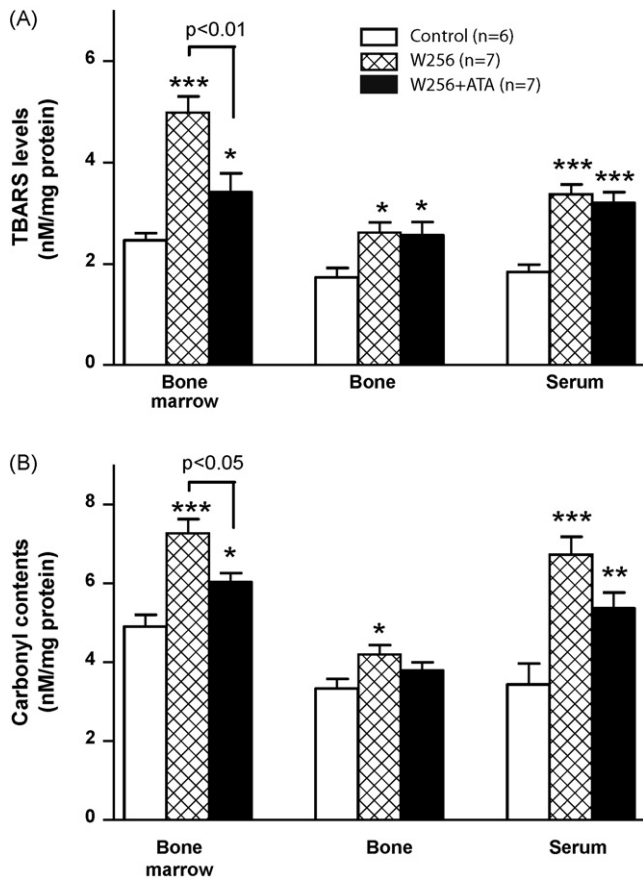 (A)
p<0.01
Control (n=6)
W256 (n=7)
W256+ATA (n=7)
TBARS levels
(nM/mg protein)
6
4
2
0
***
*
*
*
***
***
Bone
marrow
Bone
Serum
(B)
p<0.05
Carbonyl contents
(nM/mg protein)
8
6
4
2
0
***
*
*
***
**
Bone
marrow
Bone
Serum